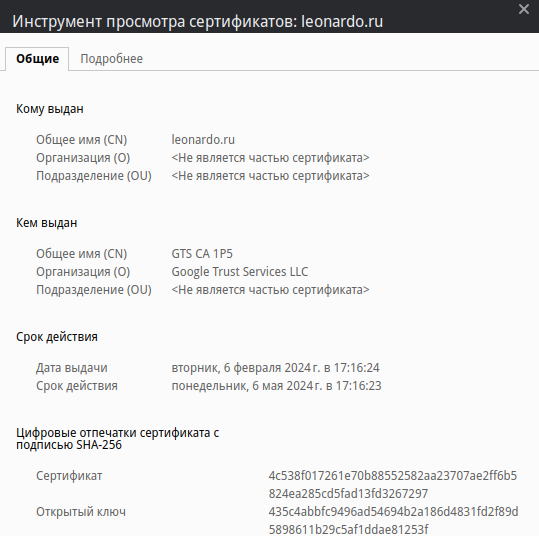 Инструмент просмотра сертификатов: leonardo.ru
Общие Подробнее
Кому выдан
Общее имя (CN) leonardo.ru
Организация (O) <Не является частью сертификата>
Подразделение (OU) <Не является частью сертификата>
Кем выдан
Общее имя (CN) GTS CA 1P5
Организация (O) Google Trust Services LLC
Подразделение (OU) <Не является частью сертификата>
Срок действия
Дата выдачи вторник, 6 февраля 2024 г. в 17:16:24
Срок действия понедельник, 6 мая 2024 г. в 17:16:23
Цифровые отпечатки сертификата с
подписью SHA-256
Сертификат 4c538f017261e70b88552582aa23707ae2ff6b5
824ea285cd5fad13fd3267297
Открытый ключ 435c4abbfc9496ad54694b2a186d4831fd2f89d
5898611b29c5af1ddae81253f